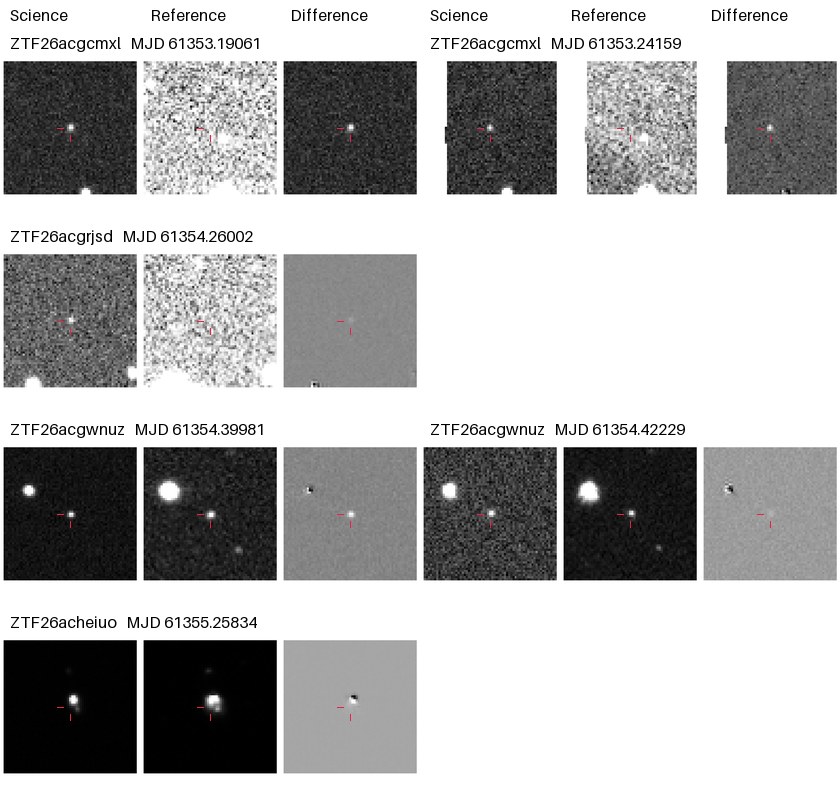 Science Reference Difference Science Reference Difference
ZTF26acgcmxl MJD 61353.19061 ZTF26acgcmxl MJD 61353.24159
ZTF26acgrjsd MJD 61354.26002
ZTF26acgwnuz MJD 61354.39981 ZTF26acgwnuz MJD 61354.42229
ZTF26acheiuo MJD 61355.25834